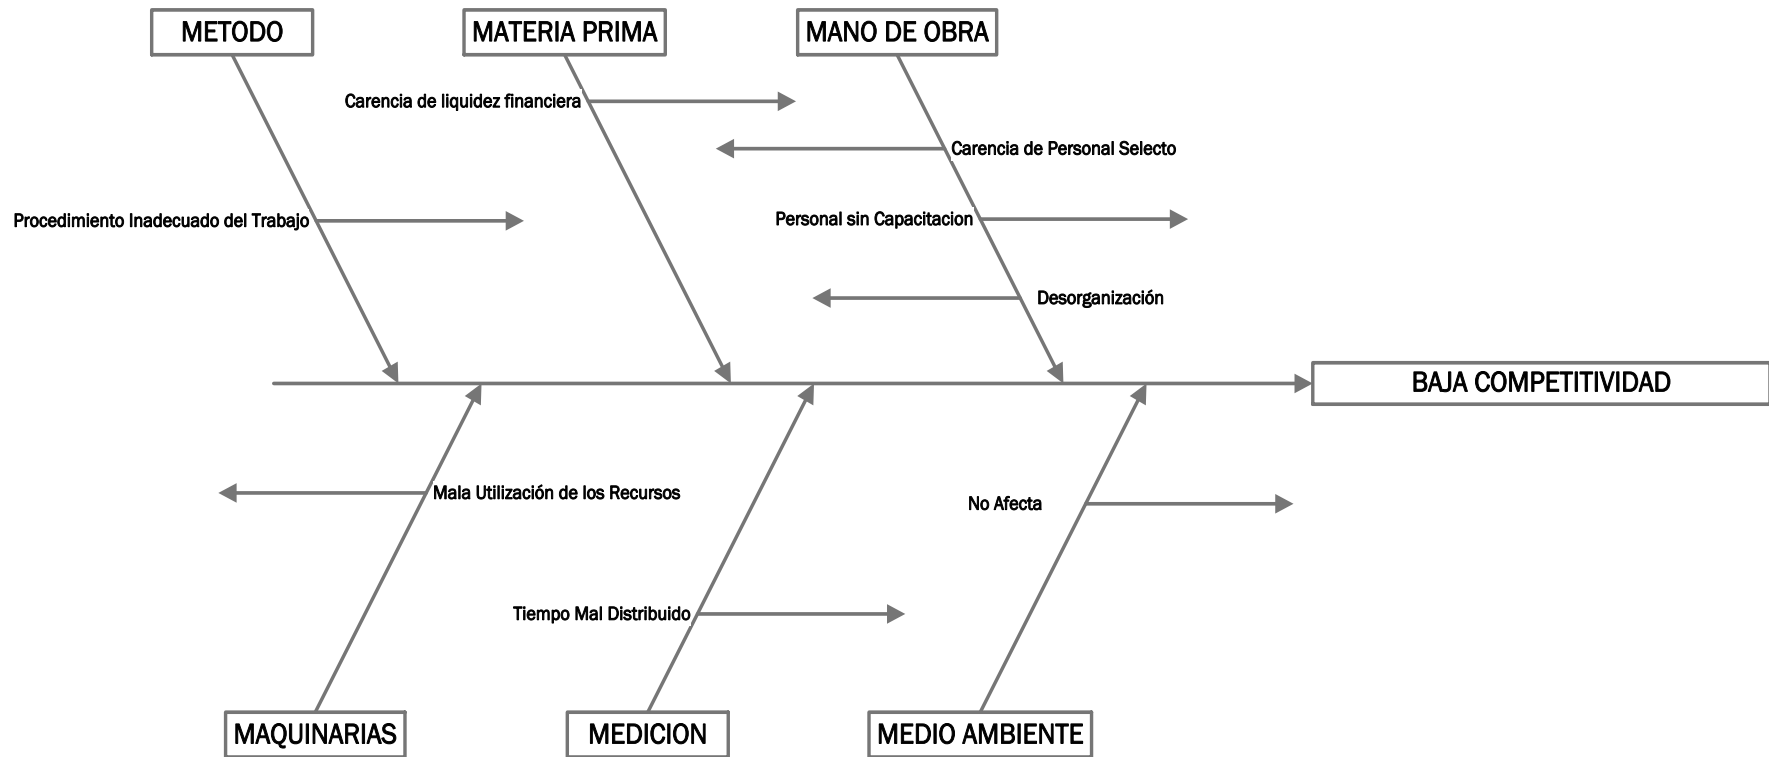 METODO
MATERIA PRIMA
MANO DE OBRA
Carencia de liquidez financiera
Carencia de Personal Selecto
Procedimiento Inadecuado del Trabajo
Personal sin Capacitacion
Desorganización
BAJA COMPETITIVIDAD
Mala Utilización de los Recursos
No Afecta
Tiempo Mal Distribuido
MAQUINARIAS
MEDICION
MEDIO AMBIENTE